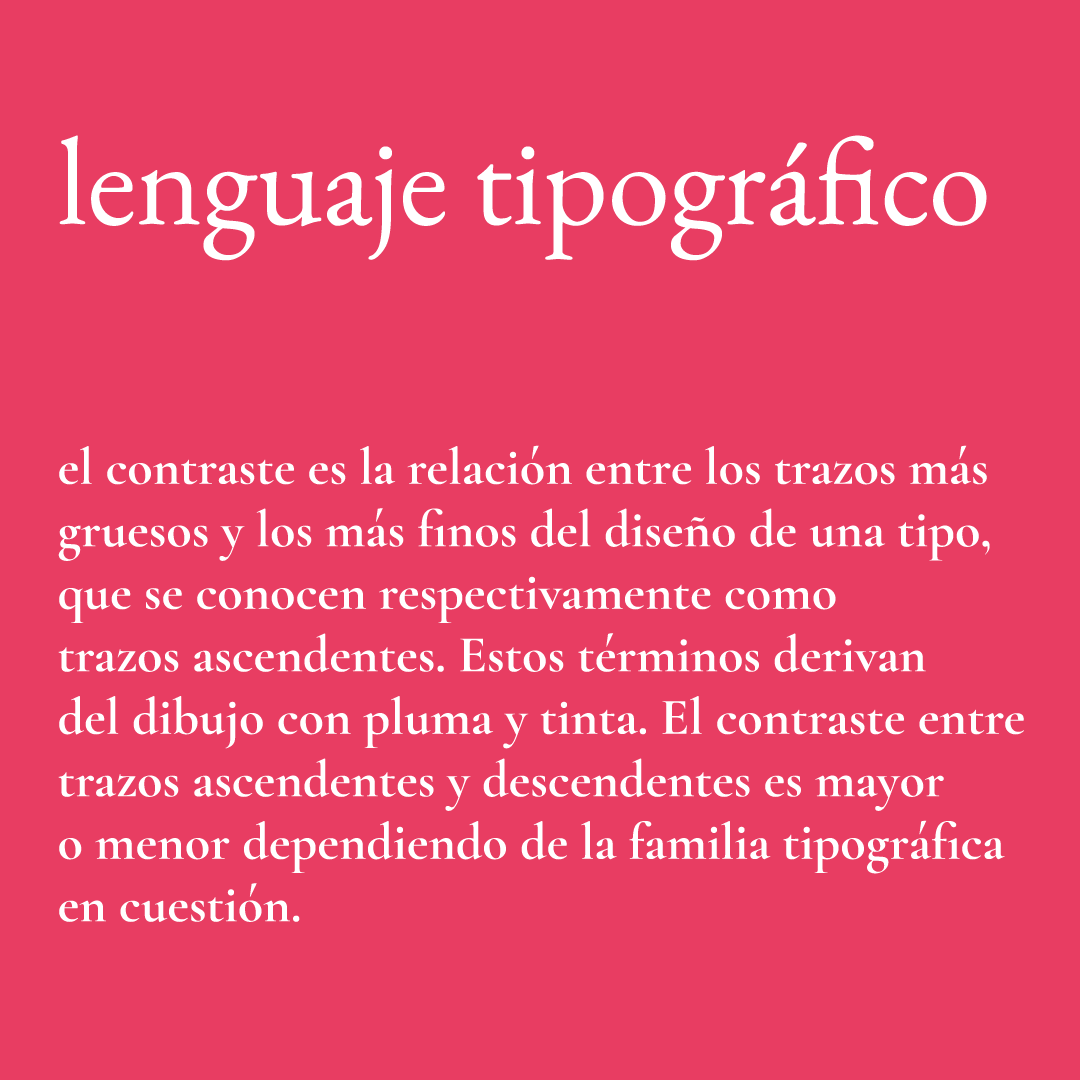 lenguaje tipográfico
el contraste es la relación entre los trazos más
gruesos y los más finos del diseño de una tipo,
que se conocen respectivamente como
trazos ascendentes. Estos términos derivan
del dibujo con pluma y tinta. El contraste entre
trazos ascendentes y descendentes es mayor
o menor dependiendo de la familia tipográfica
en cuestión.